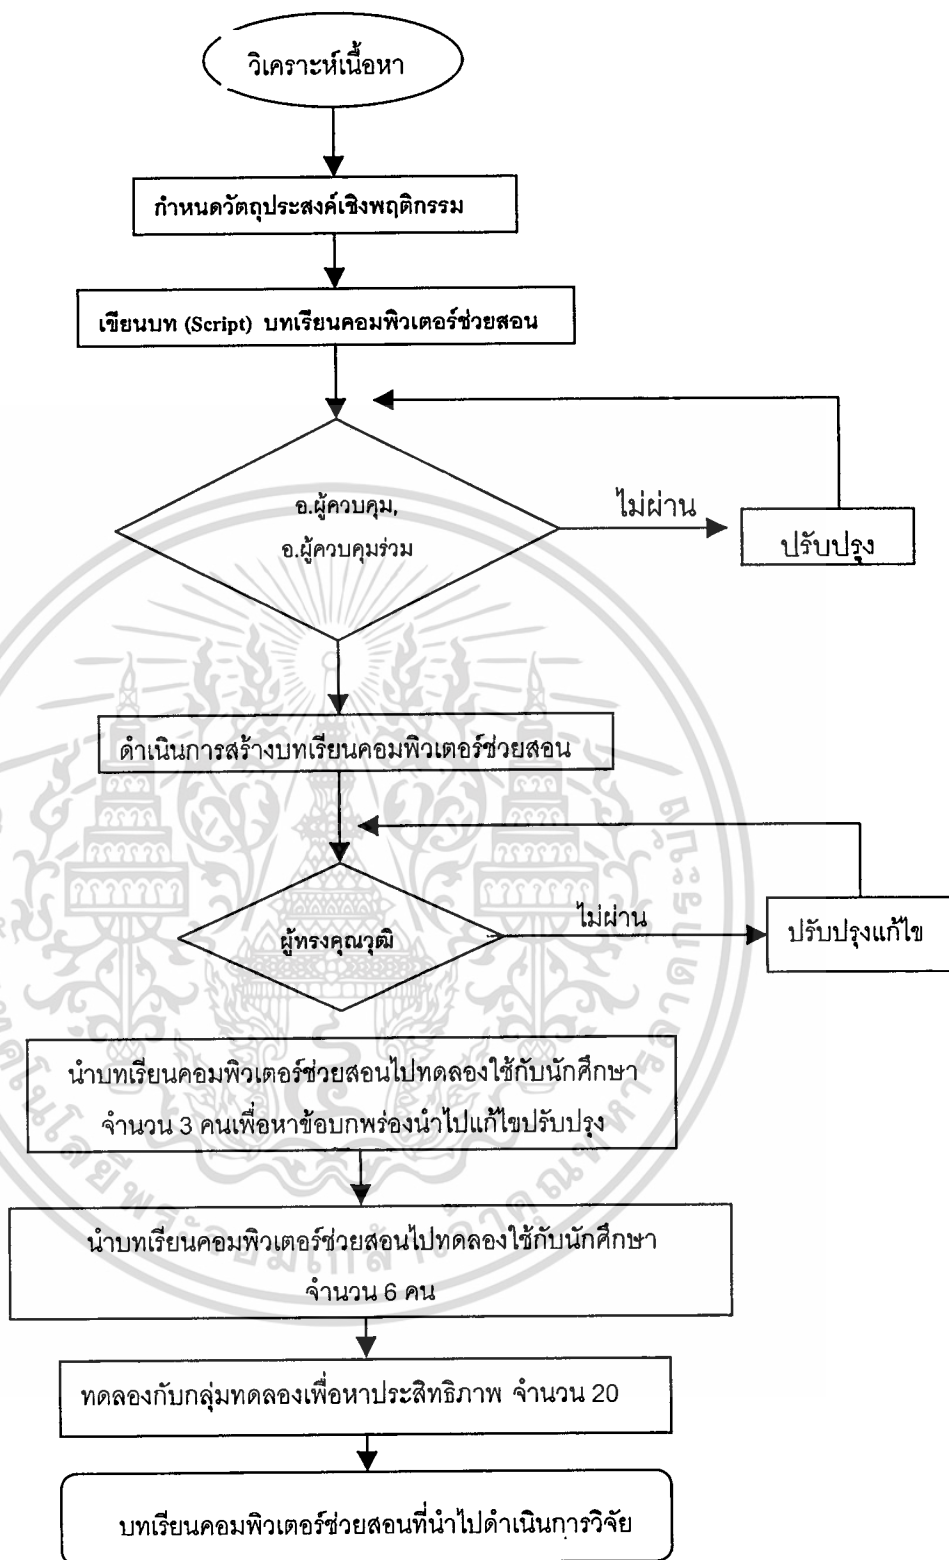 วิเคราะห์เนื้อหา
กำหนดวัตถุประสงค์เชิงพฤติกรรม
เขียนบท (Script) บทเรียนคอมพิวเตอร์ช่วยสอน
อ.ผู้ควบคุม,
อ.ผู้ควบคุมร่วม
ไม่ผ่าน
ปรับปรุง
ดำเนินการสร้างบทเรียนคอมพิวเตอร์ช่วยสอน
ผู้ทรงคุณวุฒิ
ไม่ผ่าน
ปรับปรุงแก้ไข
นำบทเรียนคอมพิวเตอร์ช่วยสอนไปทดลองใช้กับนักศึกษา
จำนวน 3 คนเพื่อหาข้อบกพร่องนำไปแก้ไขปรับปรุง
นำบทเรียนคอมพิวเตอร์ช่วยสอนไปทดลองใช้กับนักศึกษา
จำนวน 6 คน
ทดลองกับกลุ่มทดลองเพื่อหาประสิทธิภาพ จำนวน 20
บทเรียนคอมพิวเตอร์ช่วยสอนที่นำไปดำเนินการวิจัย